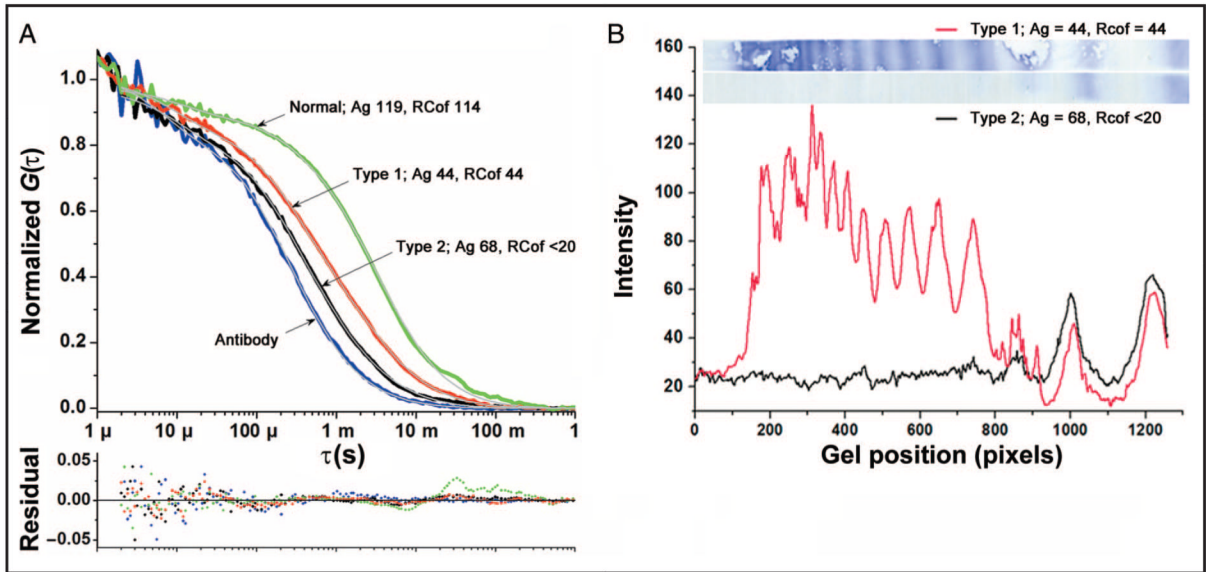 A
Normalized G(τ)
1.0
0.8
0.6
0.4
0.2
0.0
Normal; Ag 119, RCof 114
Type 1; Ag 44, RCof 44
Type 2; Ag 68, RCof <20
Antibody
1 μ
10 μ
100 μ
1 m
10 m
100 m
1
τ(s)
Residual
0.05
0.00
−0.05
B
Type 1; Ag = 44, Rcof = 44
Type 2; Ag = 68, Rcof <20
Intensity
160
140
120
100
80
60
40
20
0
200
400
600
800
1000
1200
Gel position (pixels)